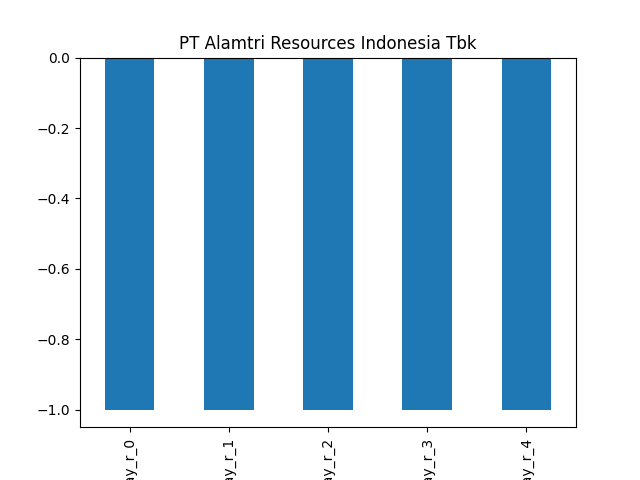 PT Alamtri Resources Indonesia Tbk
0.0
−0.2
−0.4
−0.6
−0.8
−1.0
ay_r_0
ay_r_1
ay_r_2
ay_r_3
ay_r_4